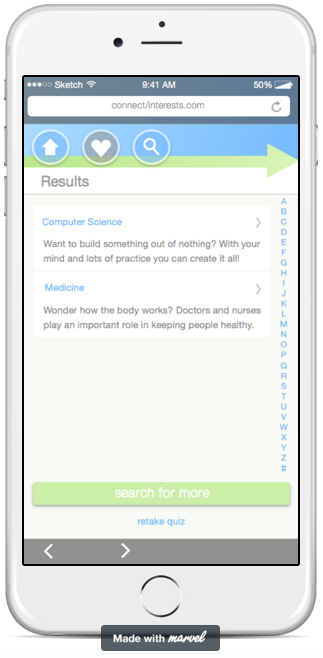 Sketch 9:41 AM 50%
connect/interests.com
Results
Computer Science
Want to build something out of nothing? With your
mind and lots of practice you can create it all!
Medicine
Wonder how the body works? Doctors and nurses
play an important role in keeping people healthy.
A
B
C
D
E
F
G
H
I
J
K
L
M
N
O
P
Q
R
S
T
U
V
W
X
Y
Z
#
search for more
retake quiz
Made with marvel